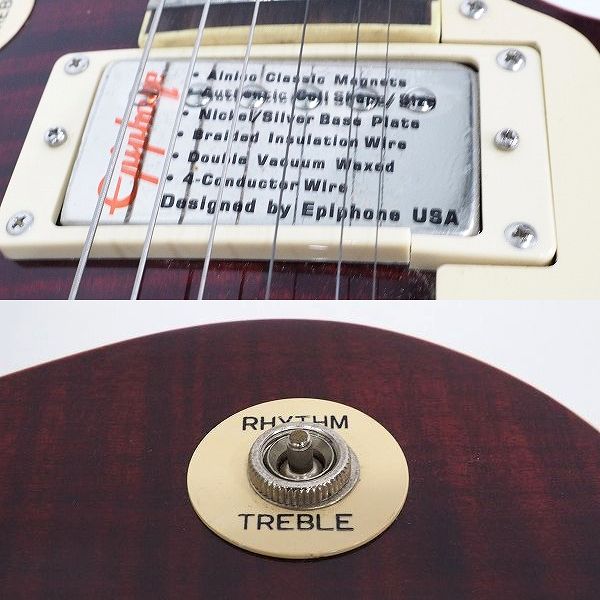 TREBLE
Epiphone
• Alnico Classic Magnets
• Authentic Coil Shape/Size
• Nickel/Silver Base Plate
• Braided Insulation Wire
• Double Vacuum Waxed
• 4-Conductor Wire
Designed by Epiphone USA
RHYTHM
TREBLE